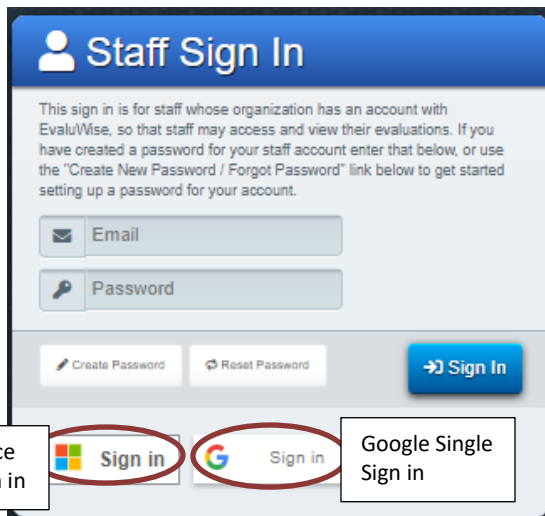 Staff Sign In
This sign in is for staff whose organization has an account with
EvaluWise, so that staff may access and view their evaluations. If you
have created a password for your staff account enter that below, or use
the "Create New Password / Forgot Password" link below to get started
setting up a password for your account.
Email
Password
Create Password
Reset Password
Sign In
Sign in
Sign in
Google Single
Sign in
in